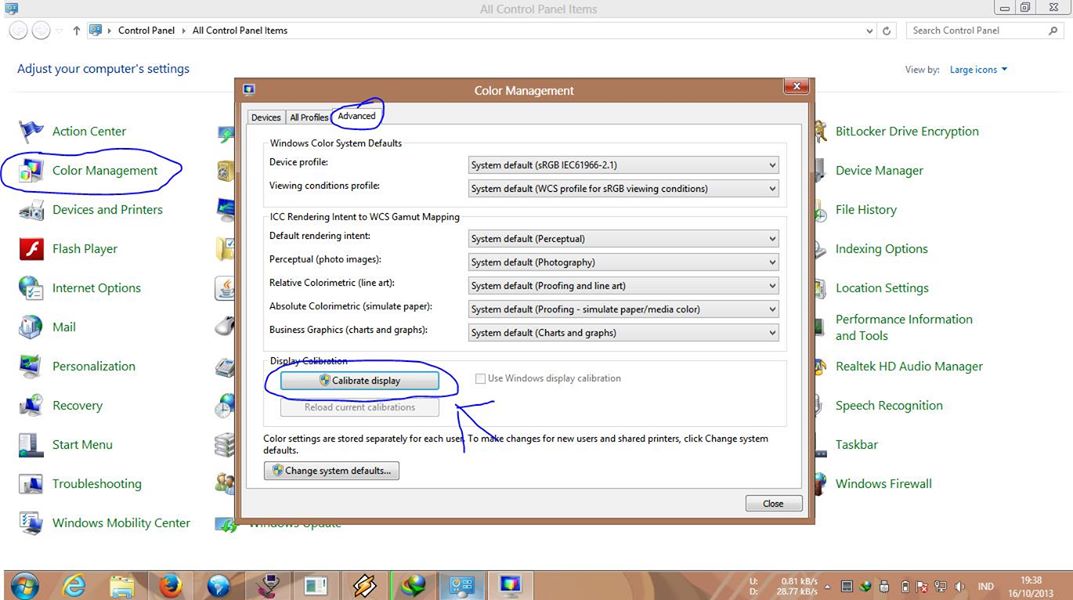 All Control Panel Items
Control Panel
All Control Panel Items
Search Control Panel
Adjust your computer's settings
View by:
Large icons
Action Center
Color Management
Devices and Printers
Flash Player
Internet Options
Mail
Personalization
Recovery
Start Menu
Troubleshooting
Windows Mobility Center
Windows Update
Color Management
Devices
All Profiles
Advanced
Windows Color System Defaults
Device profile:
System default (sRGB IEC61966-2.1)
Viewing conditions profile:
System default (WCS profile for sRGB viewing conditions)
ICC Rendering Intent to WCS Gamut Mapping
Default rendering intent:
System default (Perceptual)
Perceptual (photo images):
System default (Photography)
Relative Colorimetric (line art):
System default (Proofing and line art)
Absolute Colorimetric (simulate paper):
System default (Proofing - simulate paper/media color)
Business Graphics (charts and graphs):
System default (Charts and graphs)
Display Calibration
Calibrate display
Use Windows display calibration
Reload current calibrations
Color settings are stored separately for each user. To make changes for new users and shared printers, click Change system
defaults.
Change system defaults...
Close
BitLocker Drive Encryption
Device Manager
File History
Indexing Options
Location Settings
Performance Information
and Tools
Realtek HD Audio Manager
Speech Recognition
Taskbar
Windows Firewall
U: 0.81 kB/s
D: 28.77 kB/s
IND
19:38
16/10/2013